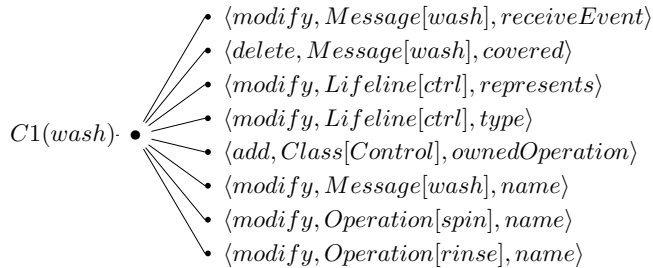 ⟨modify, Message[wash], receiveEvent⟩
⟨delete, Message[wash], covered⟩
⟨modify, Lifeline[ctrl], represents⟩
⟨modify, Lifeline[ctrl], type⟩
C1(wash)
⟨add, Class[Control], ownedOperation⟩
⟨modify, Message[wash], name⟩
⟨modify, Operation[spin], name⟩
⟨modify, Operation[rinse], name⟩